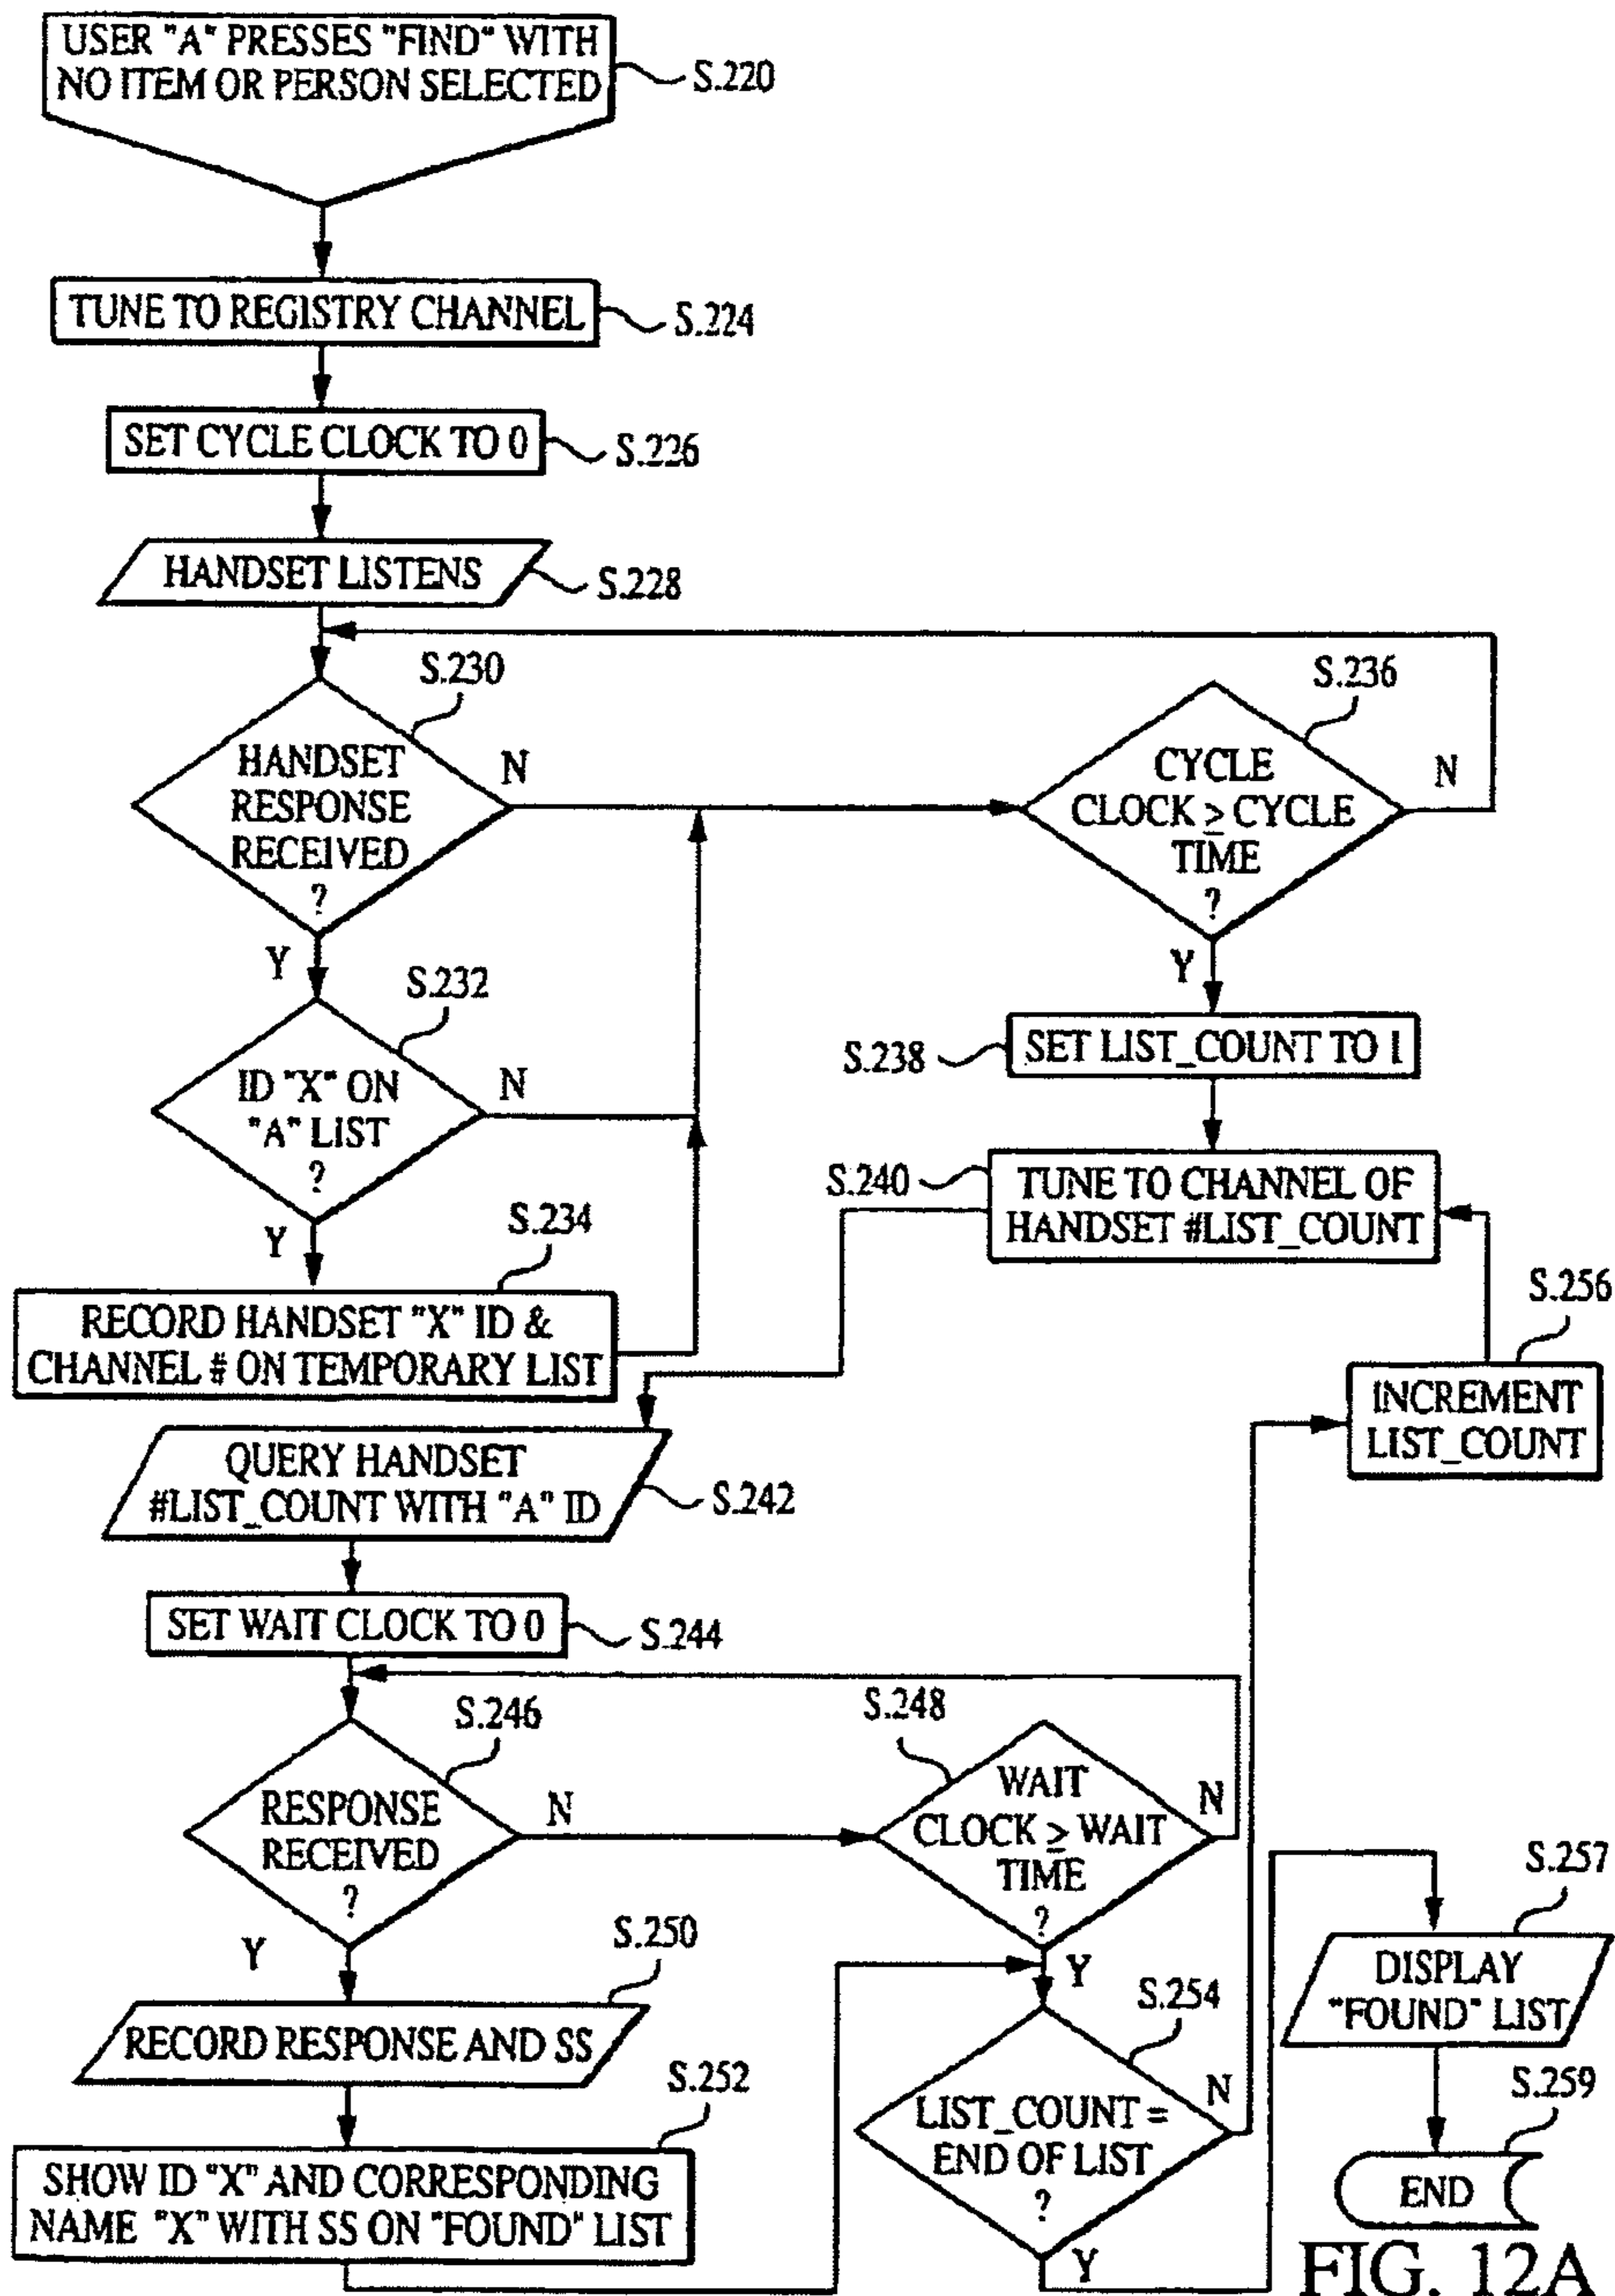 USER "A" PRESSES "FIND" WITH
NO ITEM OR PERSON SELECTED
S.220
TUNE TO REGISTRY CHANNEL
S.224
SET CYCLE CLOCK TO 0
S.226
HANDSET LISTENS
S.228
S.230
HANDSET
RESPONSE
RECEIVED
?
N
Y
S.236
CYCLE
CLOCK ≥ CYCLE
TIME
?
N
Y
S.232
ID "X" ON
"A" LIST
?
N
Y
S.238
SET LIST_COUNT TO 1
S.240
TUNE TO CHANNEL OF
HANDSET #LIST_COUNT
S.234
RECORD HANDSET "X" ID &
CHANNEL # ON TEMPORARY LIST
S.256
INCREMENT
LIST_COUNT
QUERY HANDSET
#LIST_COUNT WITH "A" ID
S.242
SET WAIT CLOCK TO 0
S.244
S.246
RESPONSE
RECEIVED
?
N
Y
S.248
WAIT
CLOCK ≥ WAIT
TIME
?
N
Y
S.250
RECORD RESPONSE AND SS
S.252
SHOW ID "X" AND CORRESPONDING
NAME "X" WITH SS ON "FOUND" LIST
S.254
LIST_COUNT =
END OF LIST
?
N
Y
S.257
DISPLAY
"FOUND" LIST
S.259
END
FIG. 12A